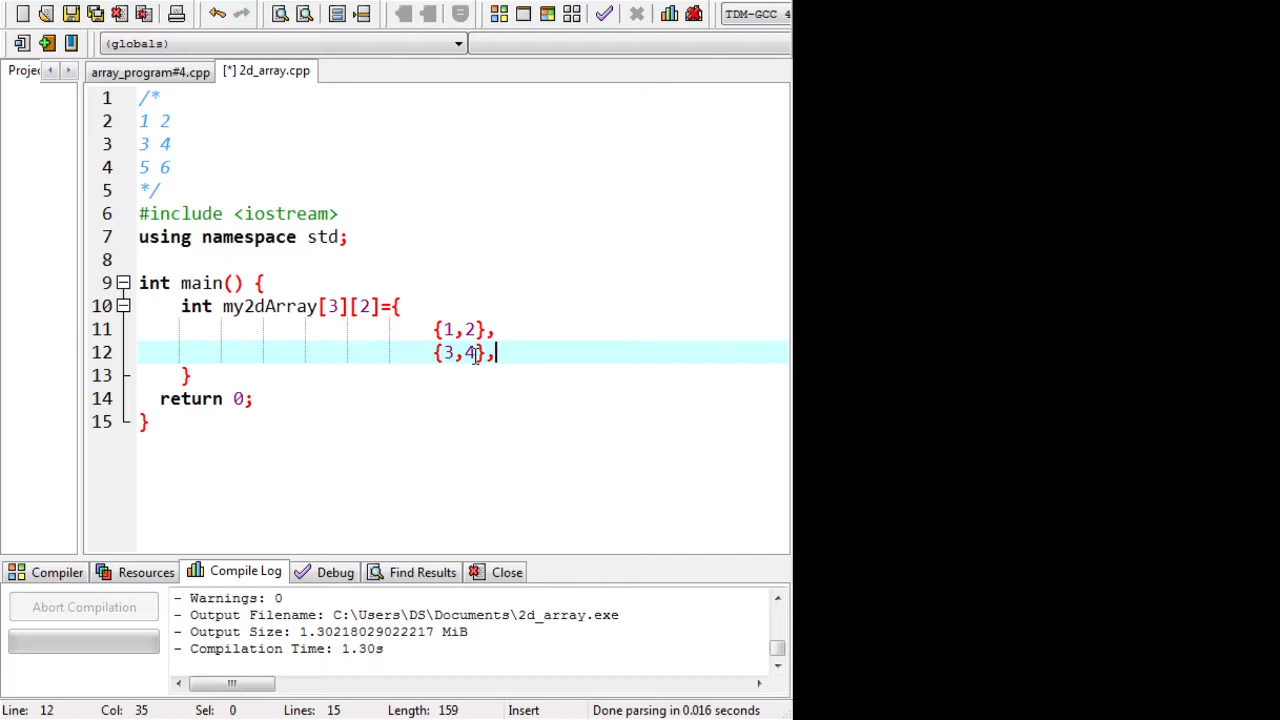 TDM-GCC 4
(globals)
Projec
array_program#4.cpp
[*] 2d_array.cpp
1 /*
2 1 2
3 3 4
4 5 6
5 */
6 #include <iostream>
7 using namespace std;
8
9 int main() {
10 int my2dArray[3][2]={
11 {1,2},
12 {3,4},
13 }
14 return 0;
15 }
Compiler
Resources
Compile Log
Debug
Find Results
Close
Abort Compilation
- Warnings: 0
- Output Filename: C:\Users\DS\Documents\2d_array.exe
- Output Size: 1.30218029022217 MiB
- Compilation Time: 1.30s
Line: 12 Col: 35 Sel: 0 Lines: 15 Length: 159 Insert Done parsing in 0.016 seconds